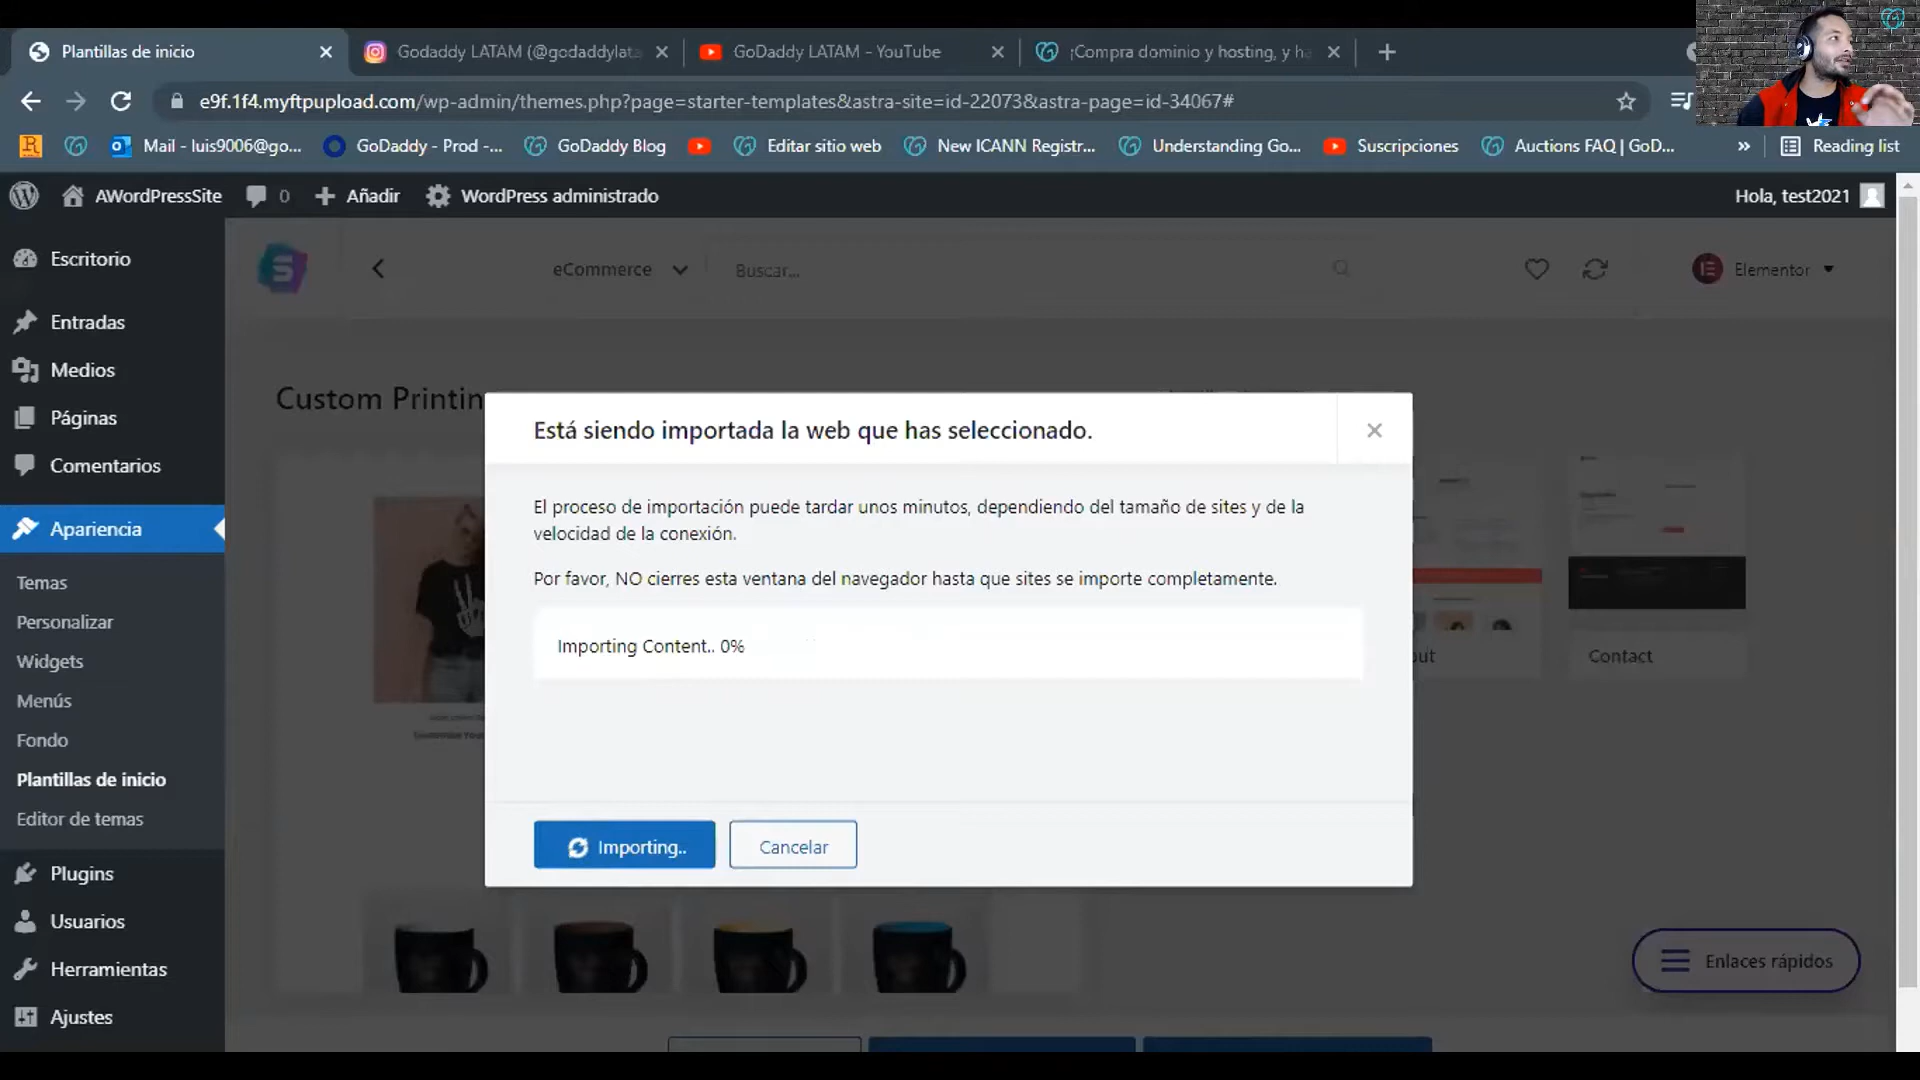 Plantillas de inicio
Godaddy LATAM (@godaddylata
GoDaddy LATAM - YouTube
¡Compra dominio y hosting, y ha
e9f.1f4.myftpupload.com/wp-admin/themes.php?page=starter-templates&astra-site=id-22073&astra-page=id-34067#
Mail - luis9006@go...
GoDaddy - Prod -...
GoDaddy Blog
Editar sitio web
New ICANN Registr...
Understanding Go...
Suscripciones
Auctions FAQ | GoD...
»
Reading list
AWordPressSite
0
Añadir
WordPress administrado
Hola, test2021
Escritorio
Entradas
Medios
Páginas
Comentarios
Apariencia
Temas
Personalizar
Widgets
Menús
Fondo
Plantillas de inicio
Editor de temas
Plugins
Usuarios
Herramientas
Ajustes
eCommerce
Buscar...
Elementor
Custom Printin
Está siendo importada la web que has seleccionado.
El proceso de importación puede tardar unos minutos, dependiendo del tamaño de sites y de la
velocidad de la conexión.
Por favor, NO cierres esta ventana del navegador hasta que sites se importe completamente.
Importing Content.. 0%
Importing..
Cancelar
out
Contact
Enlaces rápidos